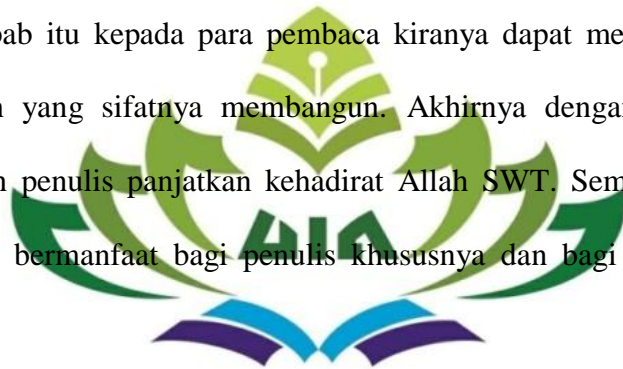 bab itu kepada para pembaca kiranya dapat me
yang sifatnya membangun. Akhirnya dengan
penulis panjatkan kehadirat Allah SWT. Sem
UIN
bermanfaat bagi penulis khususnya dan bagi